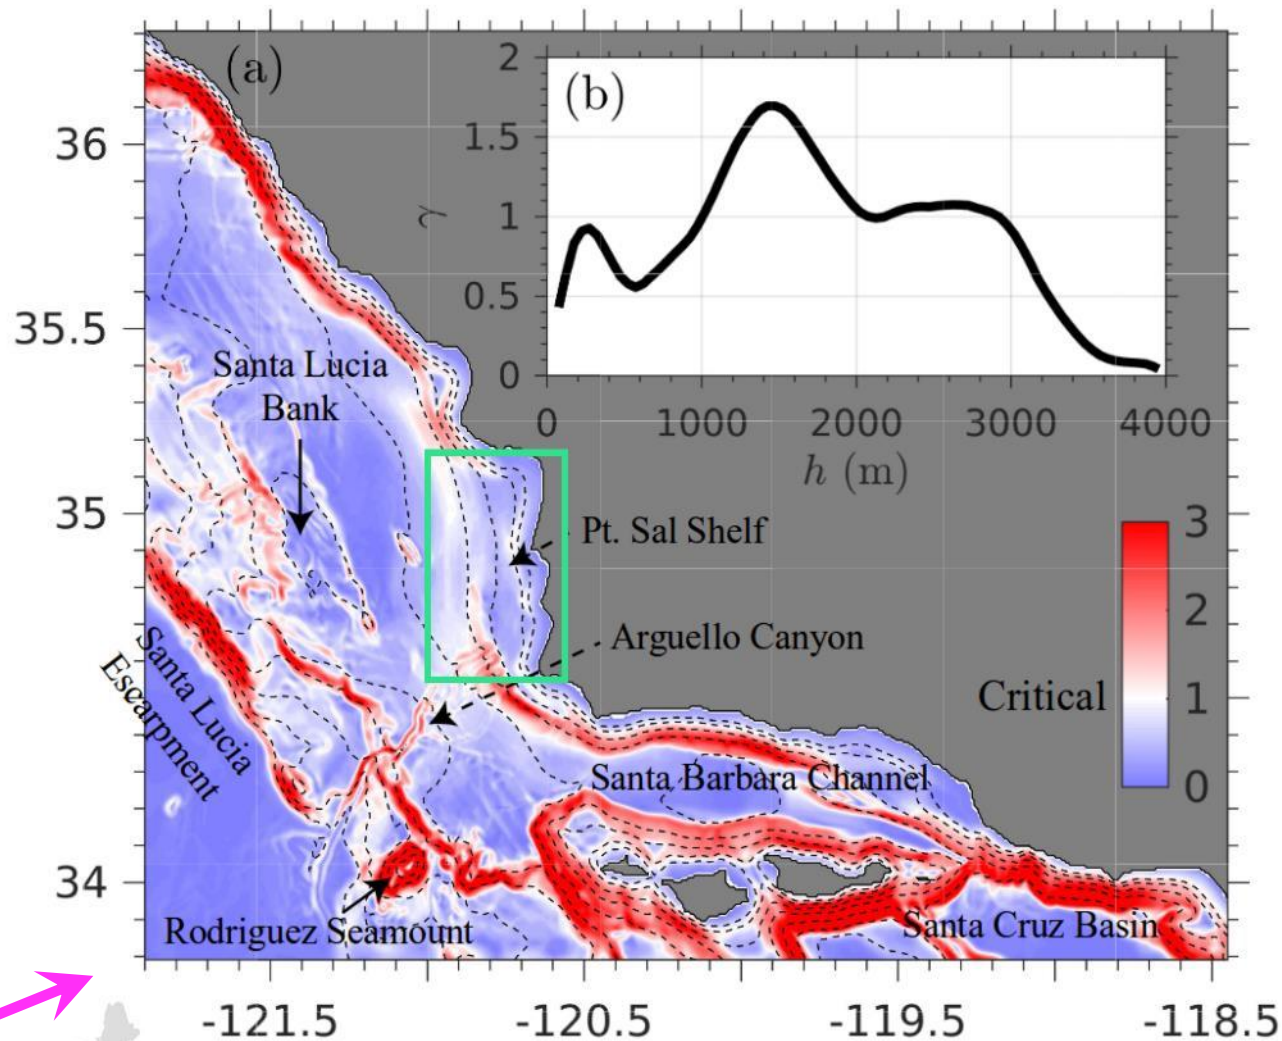 (a)
(b)
2
1.5
1
0.5
0
γ
0 1000 2000 3000 4000
h (m)
36
35.5
35
34
Santa Lucia
Bank
Pt. Sal Shelf
Arguello Canyon
Santa Lucia
Escarpment
Critical
3
2
1
0
Santa Barbara Channel
Rodriguez Seamount
Santa Cruz Basin
-121.5 -120.5 -119.5 -118.5